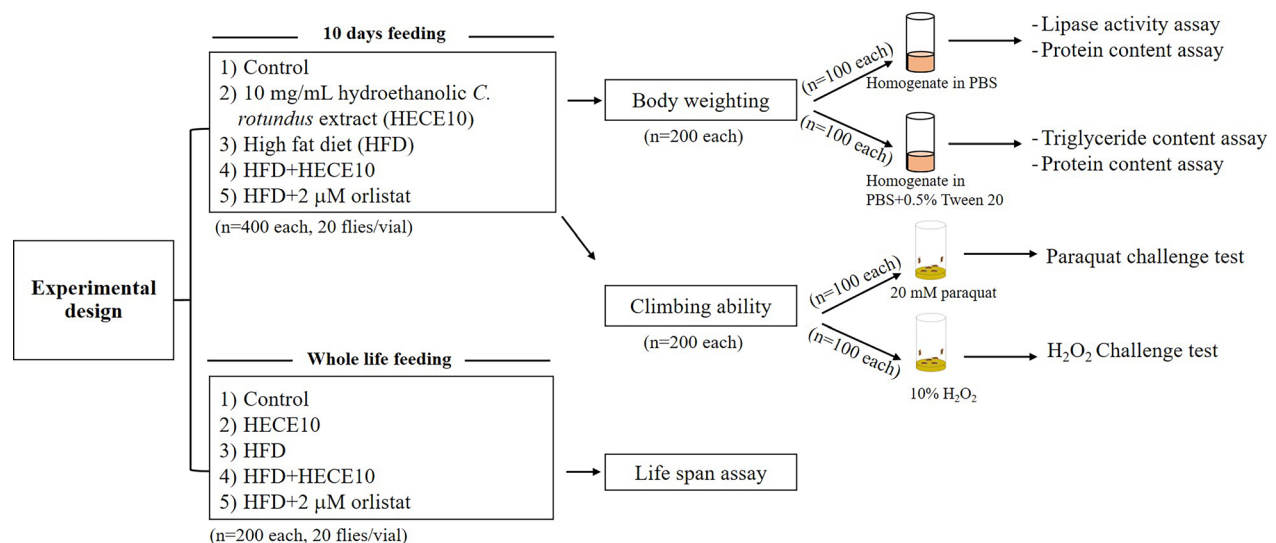 Experimental
design
10 days feeding
1) Control
2) 10 mg/mL hydroethanolic C.
rotundus extract (HECE10)
3) High fat diet (HFD)
4) HFD+HECE10
5) HFD+2 μM orlistat
(n=400 each, 20 flies/vial)
Body weighting
(n=200 each)
(n=100 each)
Homogenate in PBS
-Lipase activity assay
-Protein content assay
(n=100 each)
Homogenate in
PBS+0.5% Tween 20
-Triglyceride content assay
-Protein content assay
Climbing ability
(n=200 each)
(n=100 each)
20 mM paraquat
Paraquat challenge test
(n=100 each)
10% H₂O₂
H₂O₂ Challenge test
Whole life feeding
1) Control
2) HECE10
3) HFD
4) HFD+HECE10
5) HFD+2 μM orlistat
(n=200 each, 20 flies/vial)
Life span assay